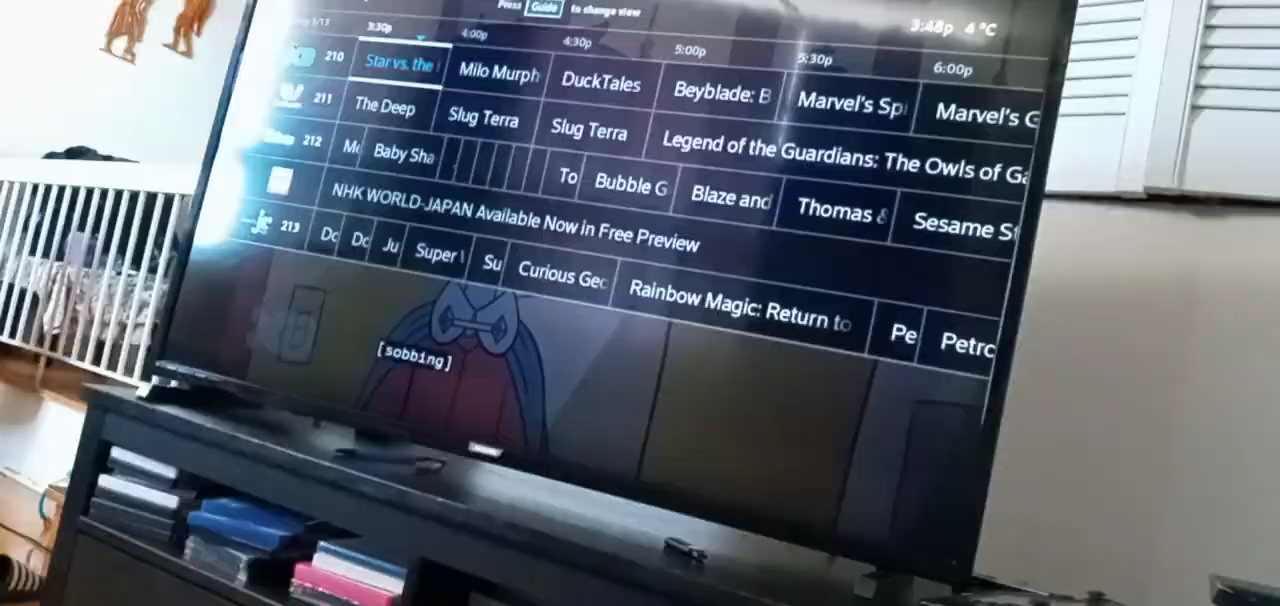 Press Guide to change view
3:48p 4°C
3:30p 4:00p 4:30p 5:00p 5:30p 6:00p
210 Star vs. the Milo Murph DuckTales Beyblade: B Marvel's Sp Marvel's G
211 The Deep Slug Terra Slug Terra Legend of the Guardians: The Owls of Ga
212 Mc Baby Sha To Bubble G Blaze and Thomas & Sesame S
NHK WORLD-JAPAN Available Now in Free Preview
jr 213 Dc Dc Ju Super Su Curious Geo Rainbow Magic: Return to Pe Petro
[sobbing]